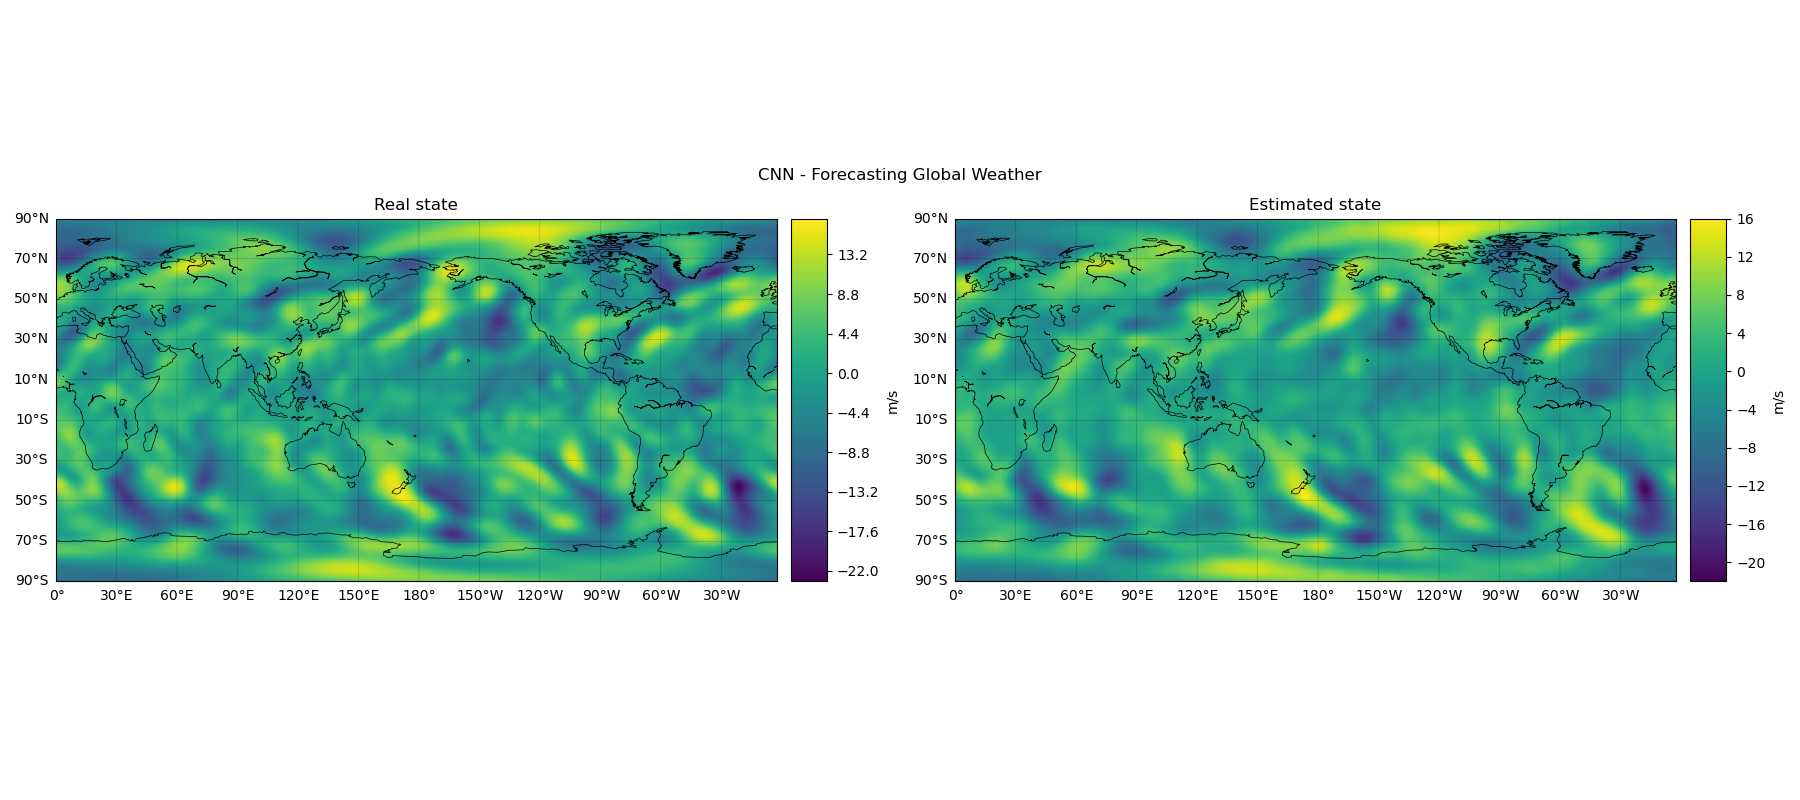 CNN - Forecasting Global Weather
Real state
90°N
70°N
50°N
30°N
10°N
10°S
30°S
50°S
70°S
90°S
0° 30°E 60°E 90°E 120°E 150°E 180° 150°W 120°W 90°W 60°W 30°W
13.2
8.8
4.4
0.0
−4.4
−8.8
−13.2
−17.6
−22.0
m/s
Estimated state
90°N
70°N
50°N
30°N
10°N
10°S
30°S
50°S
70°S
90°S
0° 30°E 60°E 90°E 120°E 150°E 180° 150°W 120°W 90°W 60°W 30°W
16
12
8
4
0
−4
−8
−12
−16
−20
m/s